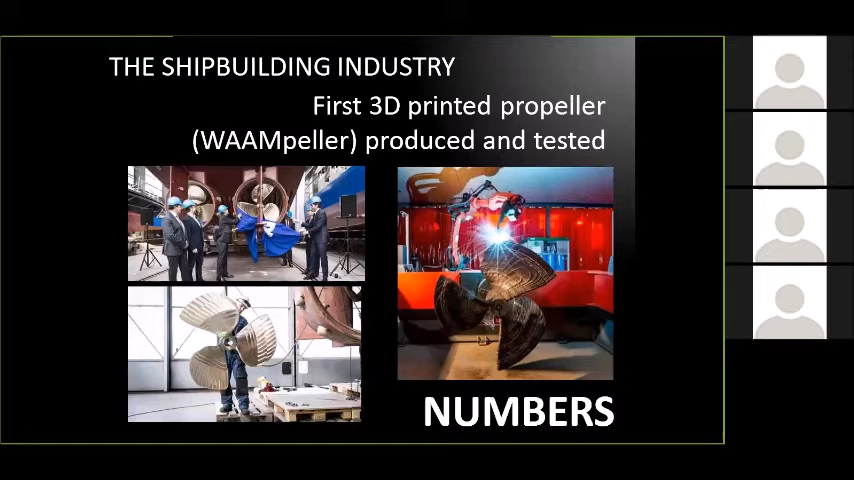 THE SHIPBUILDING INDUSTRY
First 3D printed propeller
(WAAMpeller) produced and tested
NUMBERS